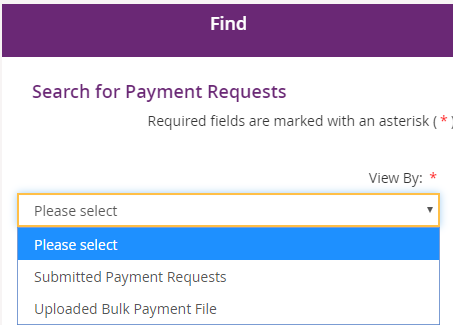 Find
Search for Payment Requests
Required fields are marked with an asterisk ( * )
View By: *
Please select
Please select
Submitted Payment Requests
Uploaded Bulk Payment File